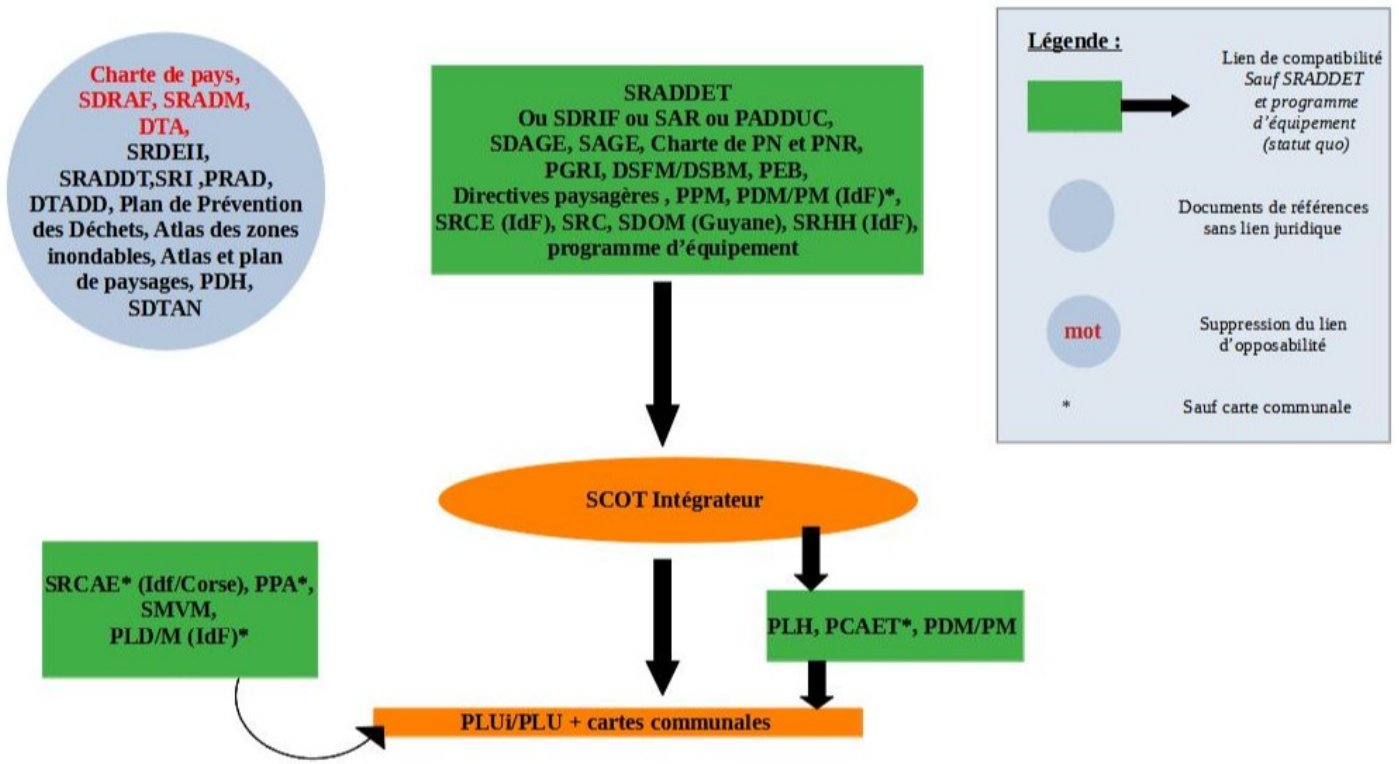 Charte de pays,
SDRAF, SRADM,
DTA,
SRDEII,
SRADDT,SRI ,PRAD,
DTADD, Plan de Prévention
des Déchets, Atlas des zones
inondables, Atlas et plan
de paysages, PDH,
SDTAN
SRADDET
Ou SDRIF ou SAR ou PADDUC,
SDAGE, SAGE, Charte de PN et PNR,
PGRI, DSFM/DSBM, PEB,
Directives paysagères , PPM, PDM/PM (IdF)*,
SRCE (IdF), SRC, SDOM (Guyane), SRHH (IdF),
programme d'équipement
Légende :
Lien de compatibilité
Sauf SRADDET
et programme
d'équipement
(statut quo)
Documents de références
sans lien juridique
mot
Suppression du lien
d'opposabilité
*
Sauf carte communale
SCOT Intégrateur
SRCAE* (Idf/Corse), PPA*,
SMVM,
PLD/M (IdF)*
PLH, PCAET*, PDM/PM
PLUi/PLU + cartes communales